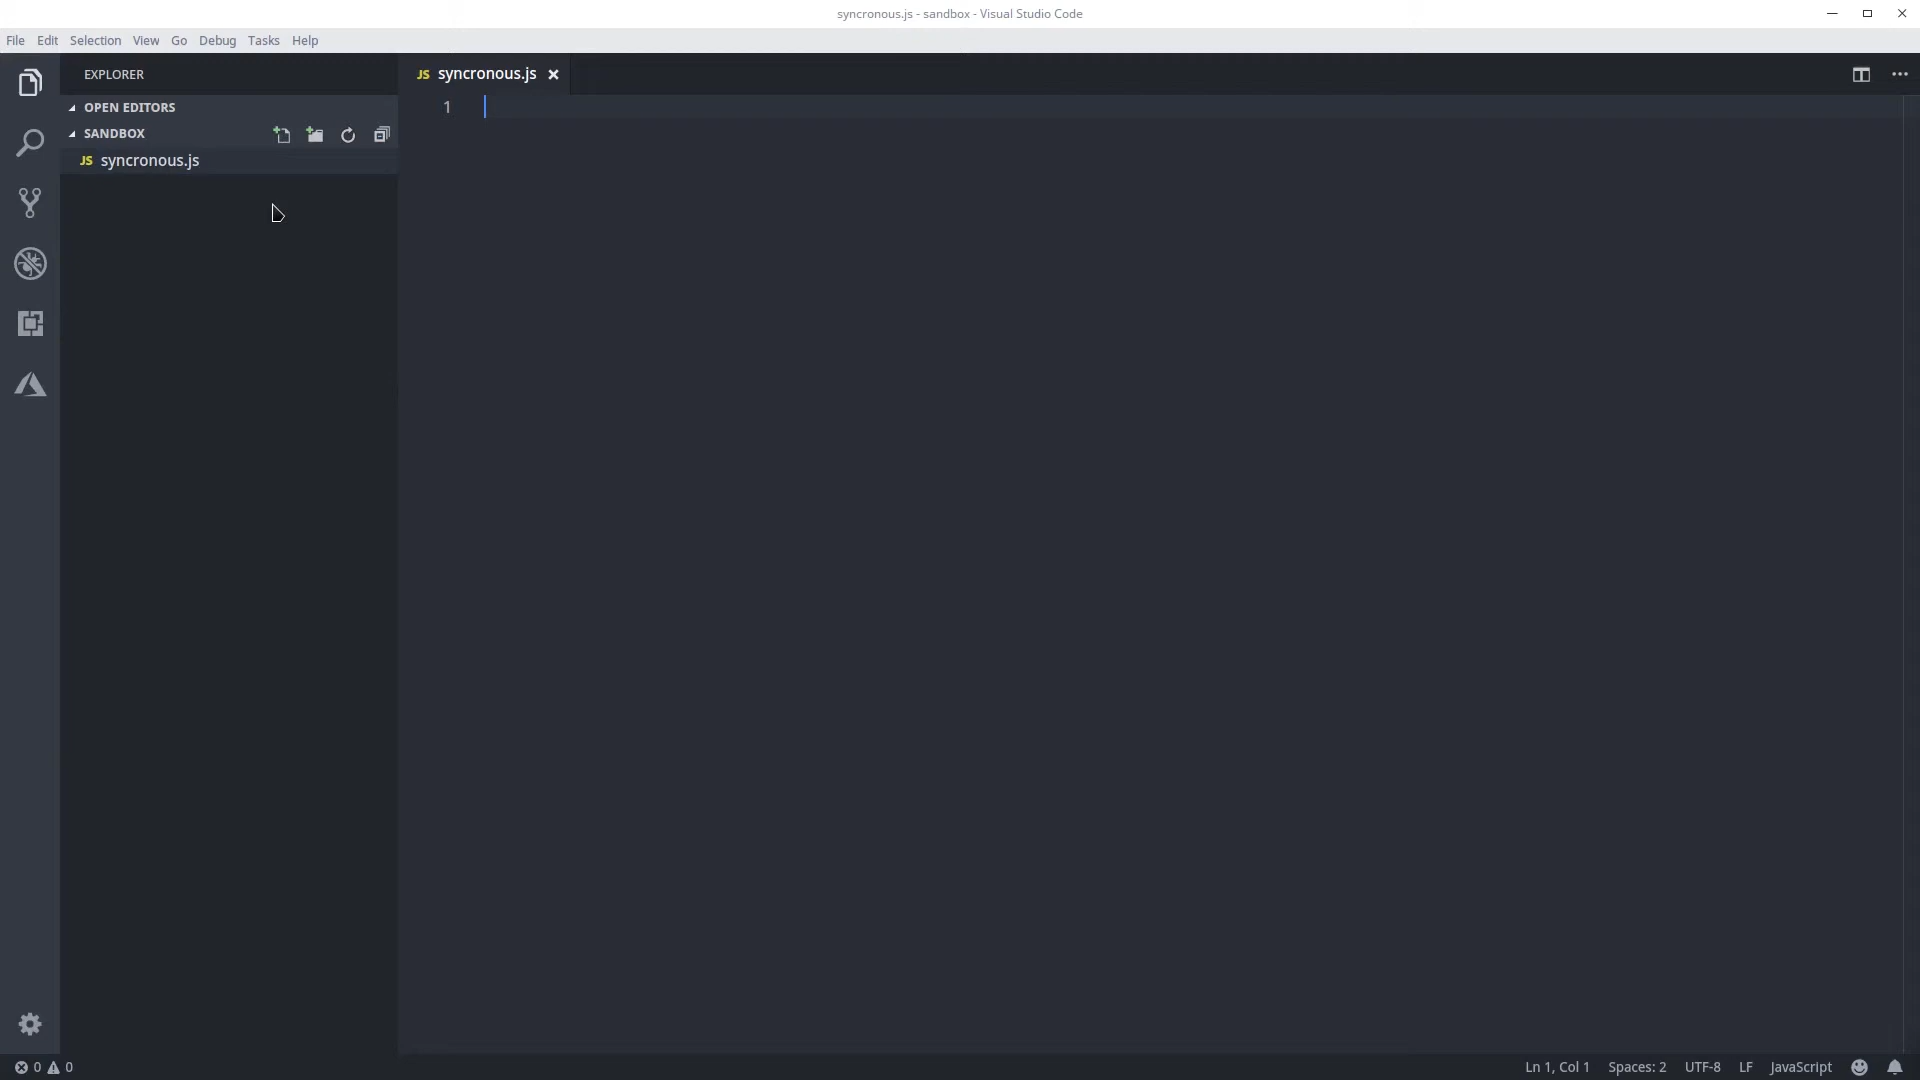 syncronous.js - sandbox - Visual Studio Code
File Edit Selection View Go Debug Tasks Help
EXPLORER
OPEN EDITORS
SANDBOX
JS syncronous.js
JS syncronous.js
1
0 0
Ln 1, Col 1 Spaces: 2 UTF-8 LF JavaScript